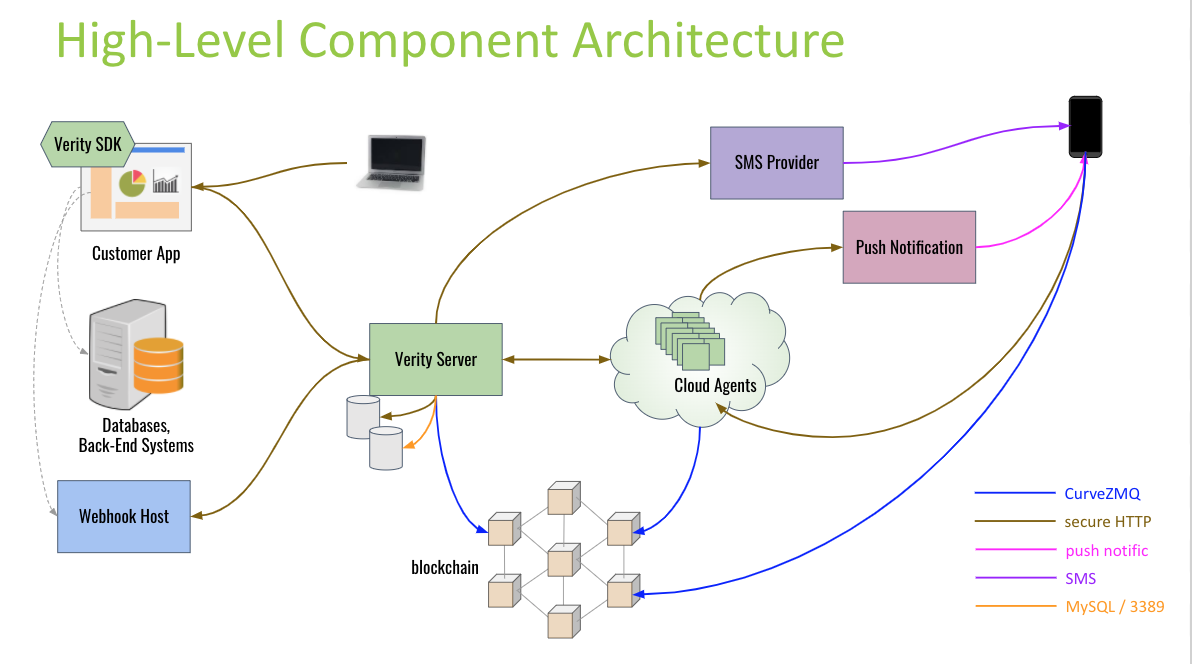 High-Level Component Architecture
Verity SDK
Customer App
SMS Provider
Push Notification
Verity Server
Cloud Agents
Databases,
Back-End Systems
Webhook Host
blockchain
CurveZMQ
secure HTTP
push notific
SMS
MySQL / 3389